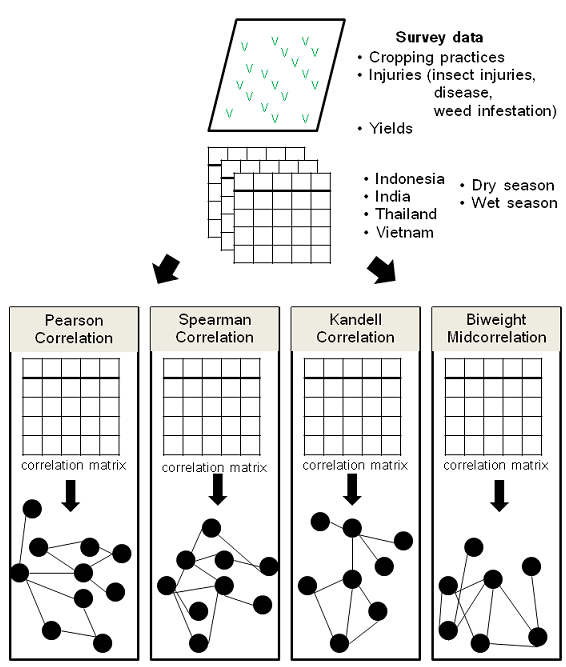 Survey data
• Cropping practices
• Injuries (insect injuries,
disease,
weed infestation)
• Yields
• Indonesia
• India
• Thailand
• Vietnam
• Dry season
• Wet season
Pearson
Correlation
correlation matrix
Spearman
Correlation
correlation matrix
Kandell
Correlation
correlation matrix
Biweight
Midcorrelation
correlation matrix